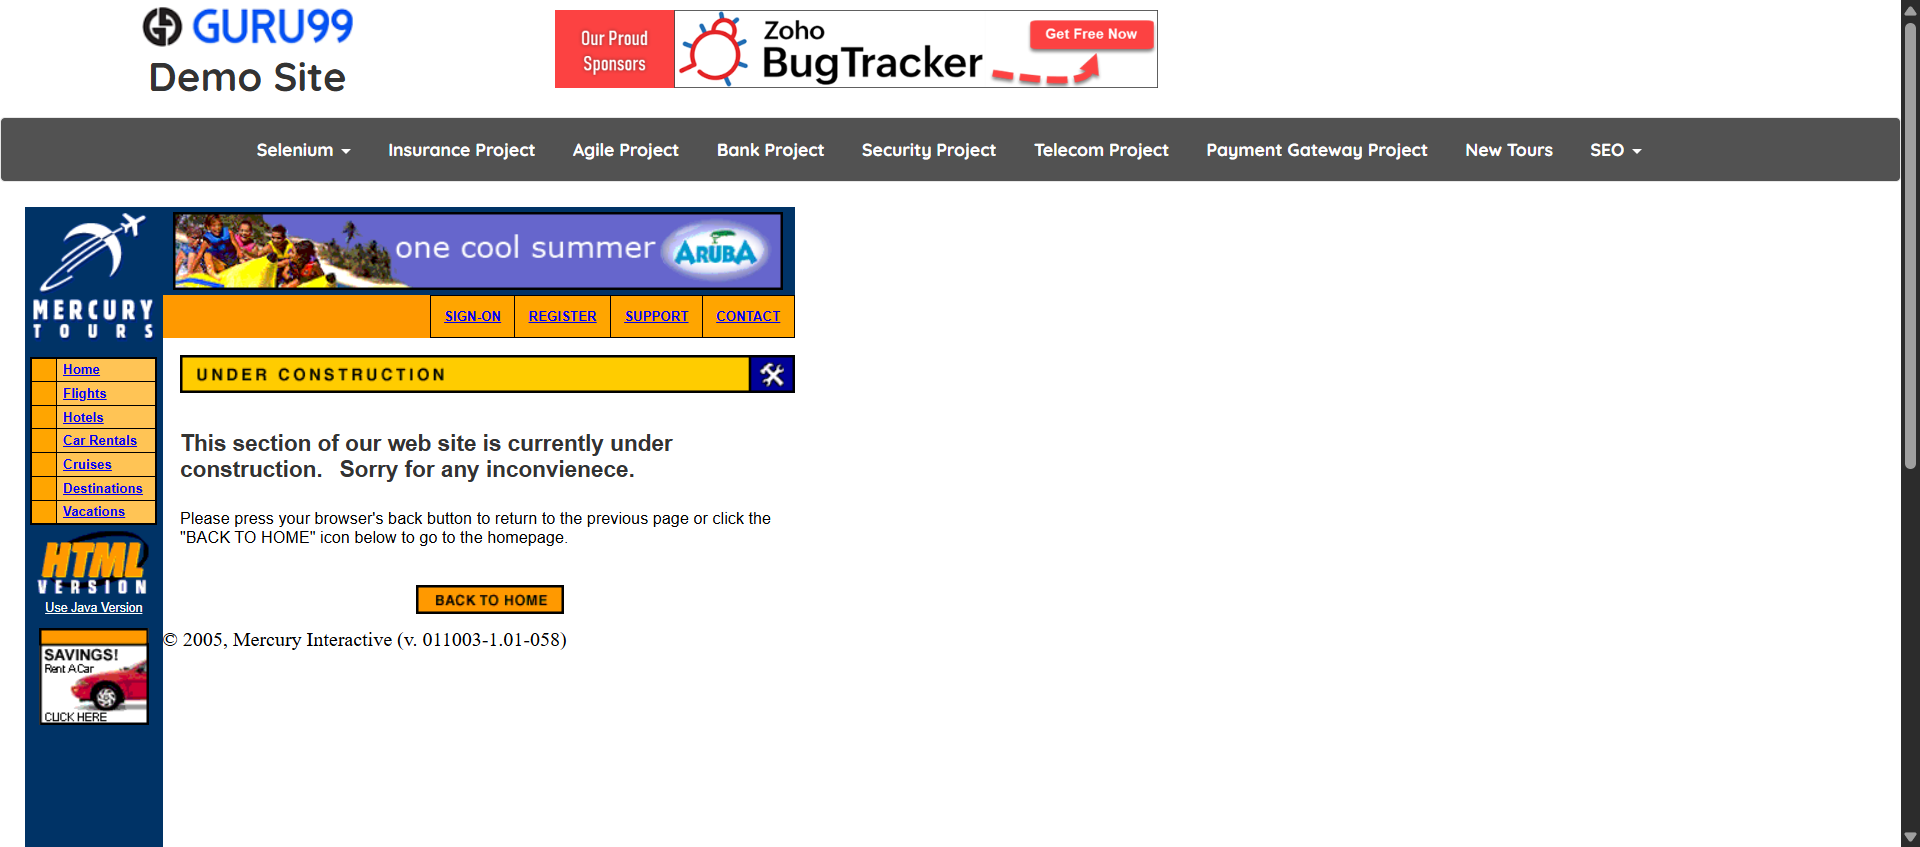 GURU99
Demo Site
Our Proud
Sponsors
Zoho
BugTracker
Get Free Now
Selenium
Insurance Project
Agile Project
Bank Project
Security Project
Telecom Project
Payment Gateway Project
New Tours
SEO
MERCURY
TOURS
one cool summer
ARUBA
SIGN-ON
REGISTER
SUPPORT
CONTACT
Home
Flights
Hotels
Car Rentals
Cruises
Destinations
Vacations
HTML
VERSION
Use Java Version
SAVINGS!
Rent A Car
CLICK HERE
UNDER CONSTRUCTION
This section of our web site is currently under
construction. Sorry for any inconvienece.
Please press your browser's back button to return to the previous page or click the
"BACK TO HOME" icon below to go to the homepage.
BACK TO HOME
© 2005, Mercury Interactive (v. 011003-1.01-058)